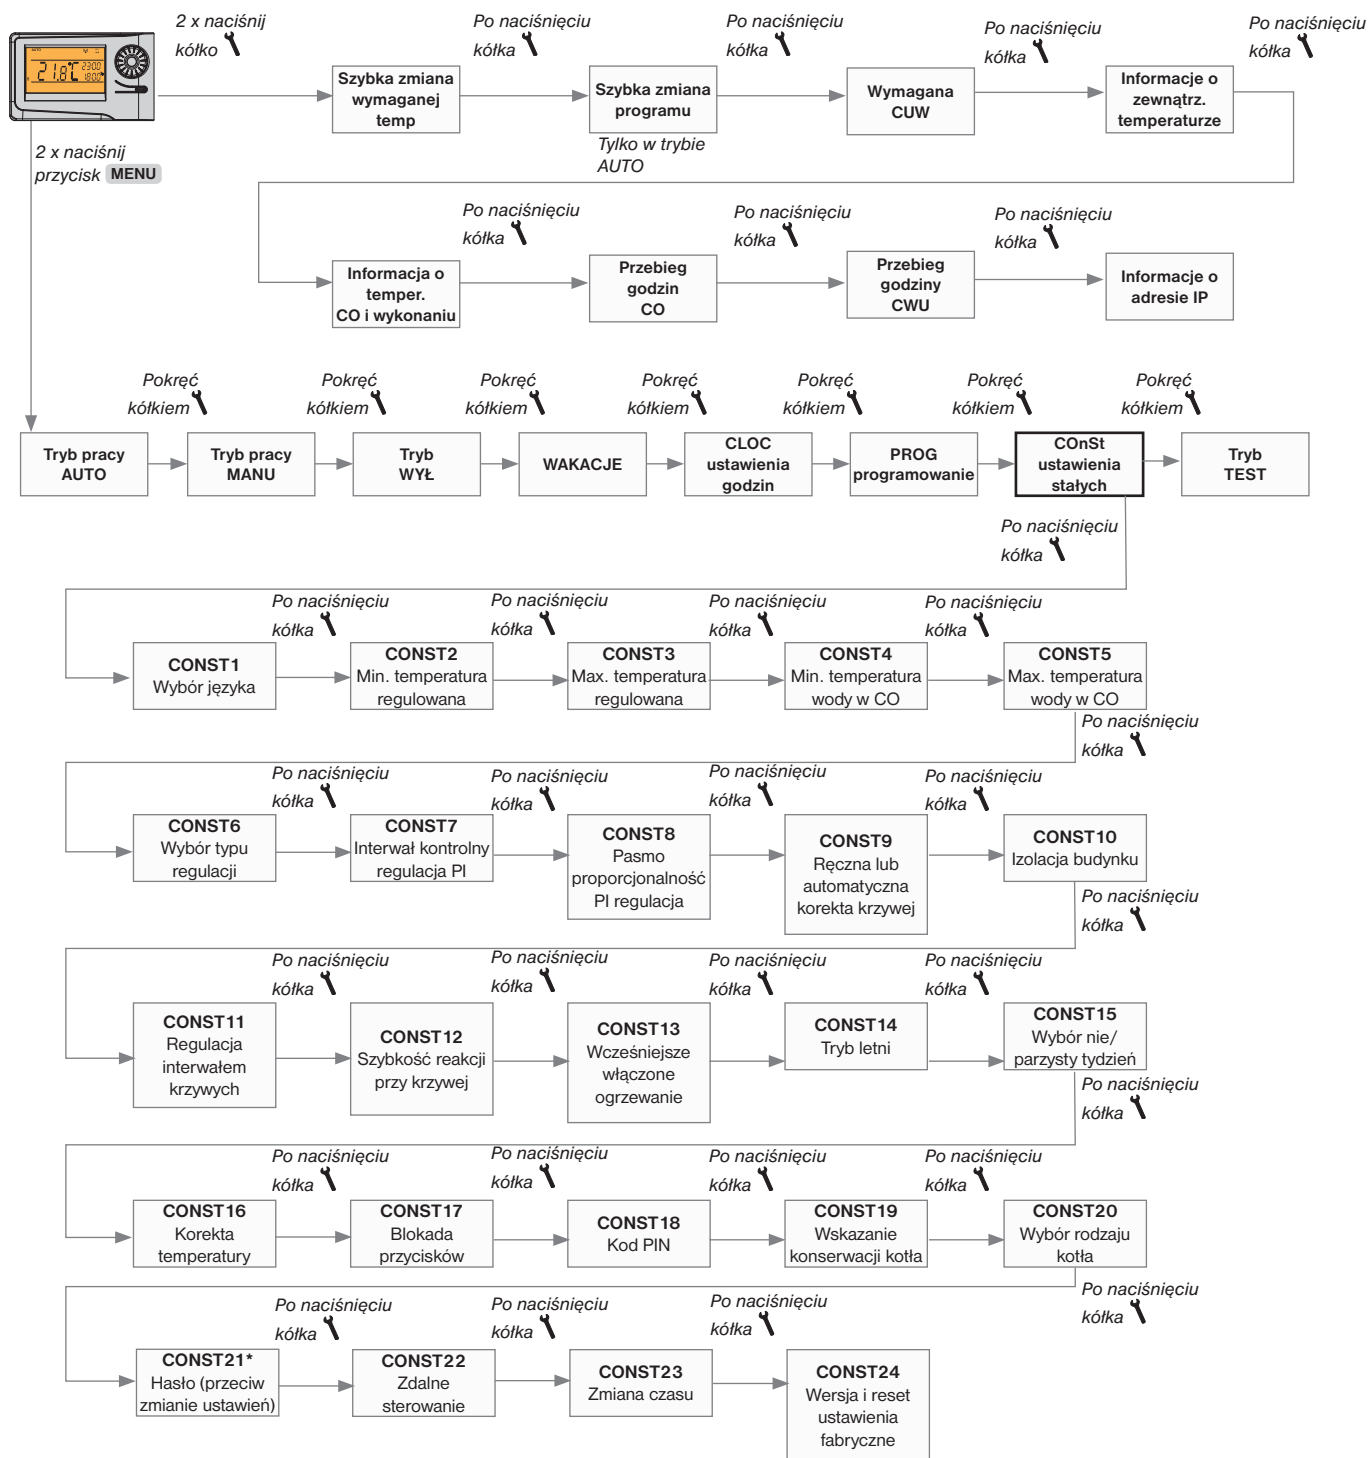 2 x naciśnij
kółko
Po naciśnięciu
kółka
Po naciśnięciu
kółka
Po naciśnięciu
kółka
Po naciśnięciu
kółka
AUTO
21.8°C
2300
1800
Szybka zmiana
wymaganej
temp
Szybka zmiana
programu
Tylko w trybie
AUTO
Wymagana
CUW
Informacje o
zewnątrz.
temperaturze
2 x naciśnij
przycisk MENU
Po naciśnięciu
kółka
Po naciśnięciu
kółka
Po naciśnięciu
kółka
Informacja o
temper.
CO i wykonaniu
Przebieg
godzin
CO
Przebieg
godziny
CWU
Informacje o
adresie IP
Pokręć
kółkiem
Pokręć
kółkiem
Pokręć
kółkiem
Pokręć
kółkiem
Pokręć
kółkiem
Pokręć
kółkiem
Pokręć
kółkiem
Tryb pracy
AUTO
Tryb pracy
MANU
Tryb
WYŁ
WAKACJE
CLOC
ustawienia
godzin
PROG
programowanie
COnSt
ustawienia
stałych
Tryb
TEST
Po naciśnięciu
kółka
Po naciśnięciu
kółka
Po naciśnięciu
kółka
Po naciśnięciu
kółka
Po naciśnięciu
kółka
CONST1
Wybór języka
CONST2
Min. temperatura
regulowana
CONST3
Max. temperatura
regulowana
CONST4
Min. temperatura
wody w CO
CONST5
Max. temperatura
wody w CO
Po naciśnięciu
kółka
Po naciśnięciu
kółka
Po naciśnięciu
kółka
Po naciśnięciu
kółka
Po naciśnięciu
kółka
CONST6
Wybór typu
regulacji
CONST7
Interwał kontrolny
regulacja PI
CONST8
Pasmo
proporcjonalność
PI regulacja
CONST9
Ręczna lub
automatyczna
korekta krzywej
CONST10
Izolacja budynku
Po naciśnięciu
kółka
Po naciśnięciu
kółka
Po naciśnięciu
kółka
Po naciśnięciu
kółka
Po naciśnięciu
kółka
CONST11
Regulacja
interwałem
krzywych
CONST12
Szybkość reakcji
przy krzywej
CONST13
Wcześniejsze
włączone
ogrzewanie
CONST14
Tryb letni
CONST15
Wybór nie/
parzysty tydzień
Po naciśnięciu
kółka
Po naciśnięciu
kółka
Po naciśnięciu
kółka
Po naciśnięciu
kółka
Po naciśnięciu
kółka
CONST16
Korekta
temperatury
CONST17
Blokada
przycisków
CONST18
Kod PIN
CONST19
Wskazanie
konserwacji kotła
CONST20
Wybór rodzaju
kotła
Po naciśnięciu
kółka
Po naciśnięciu
kółka
Po naciśnięciu
kółka
Po naciśnięciu
kółka
CONST21*
Hasło (przeciw
zmianie ustawień)
CONST22
Zdalne
sterowanie
CONST23
Zmiana czasu
CONST24
Wersja i reset
ustawienia
fabryczne